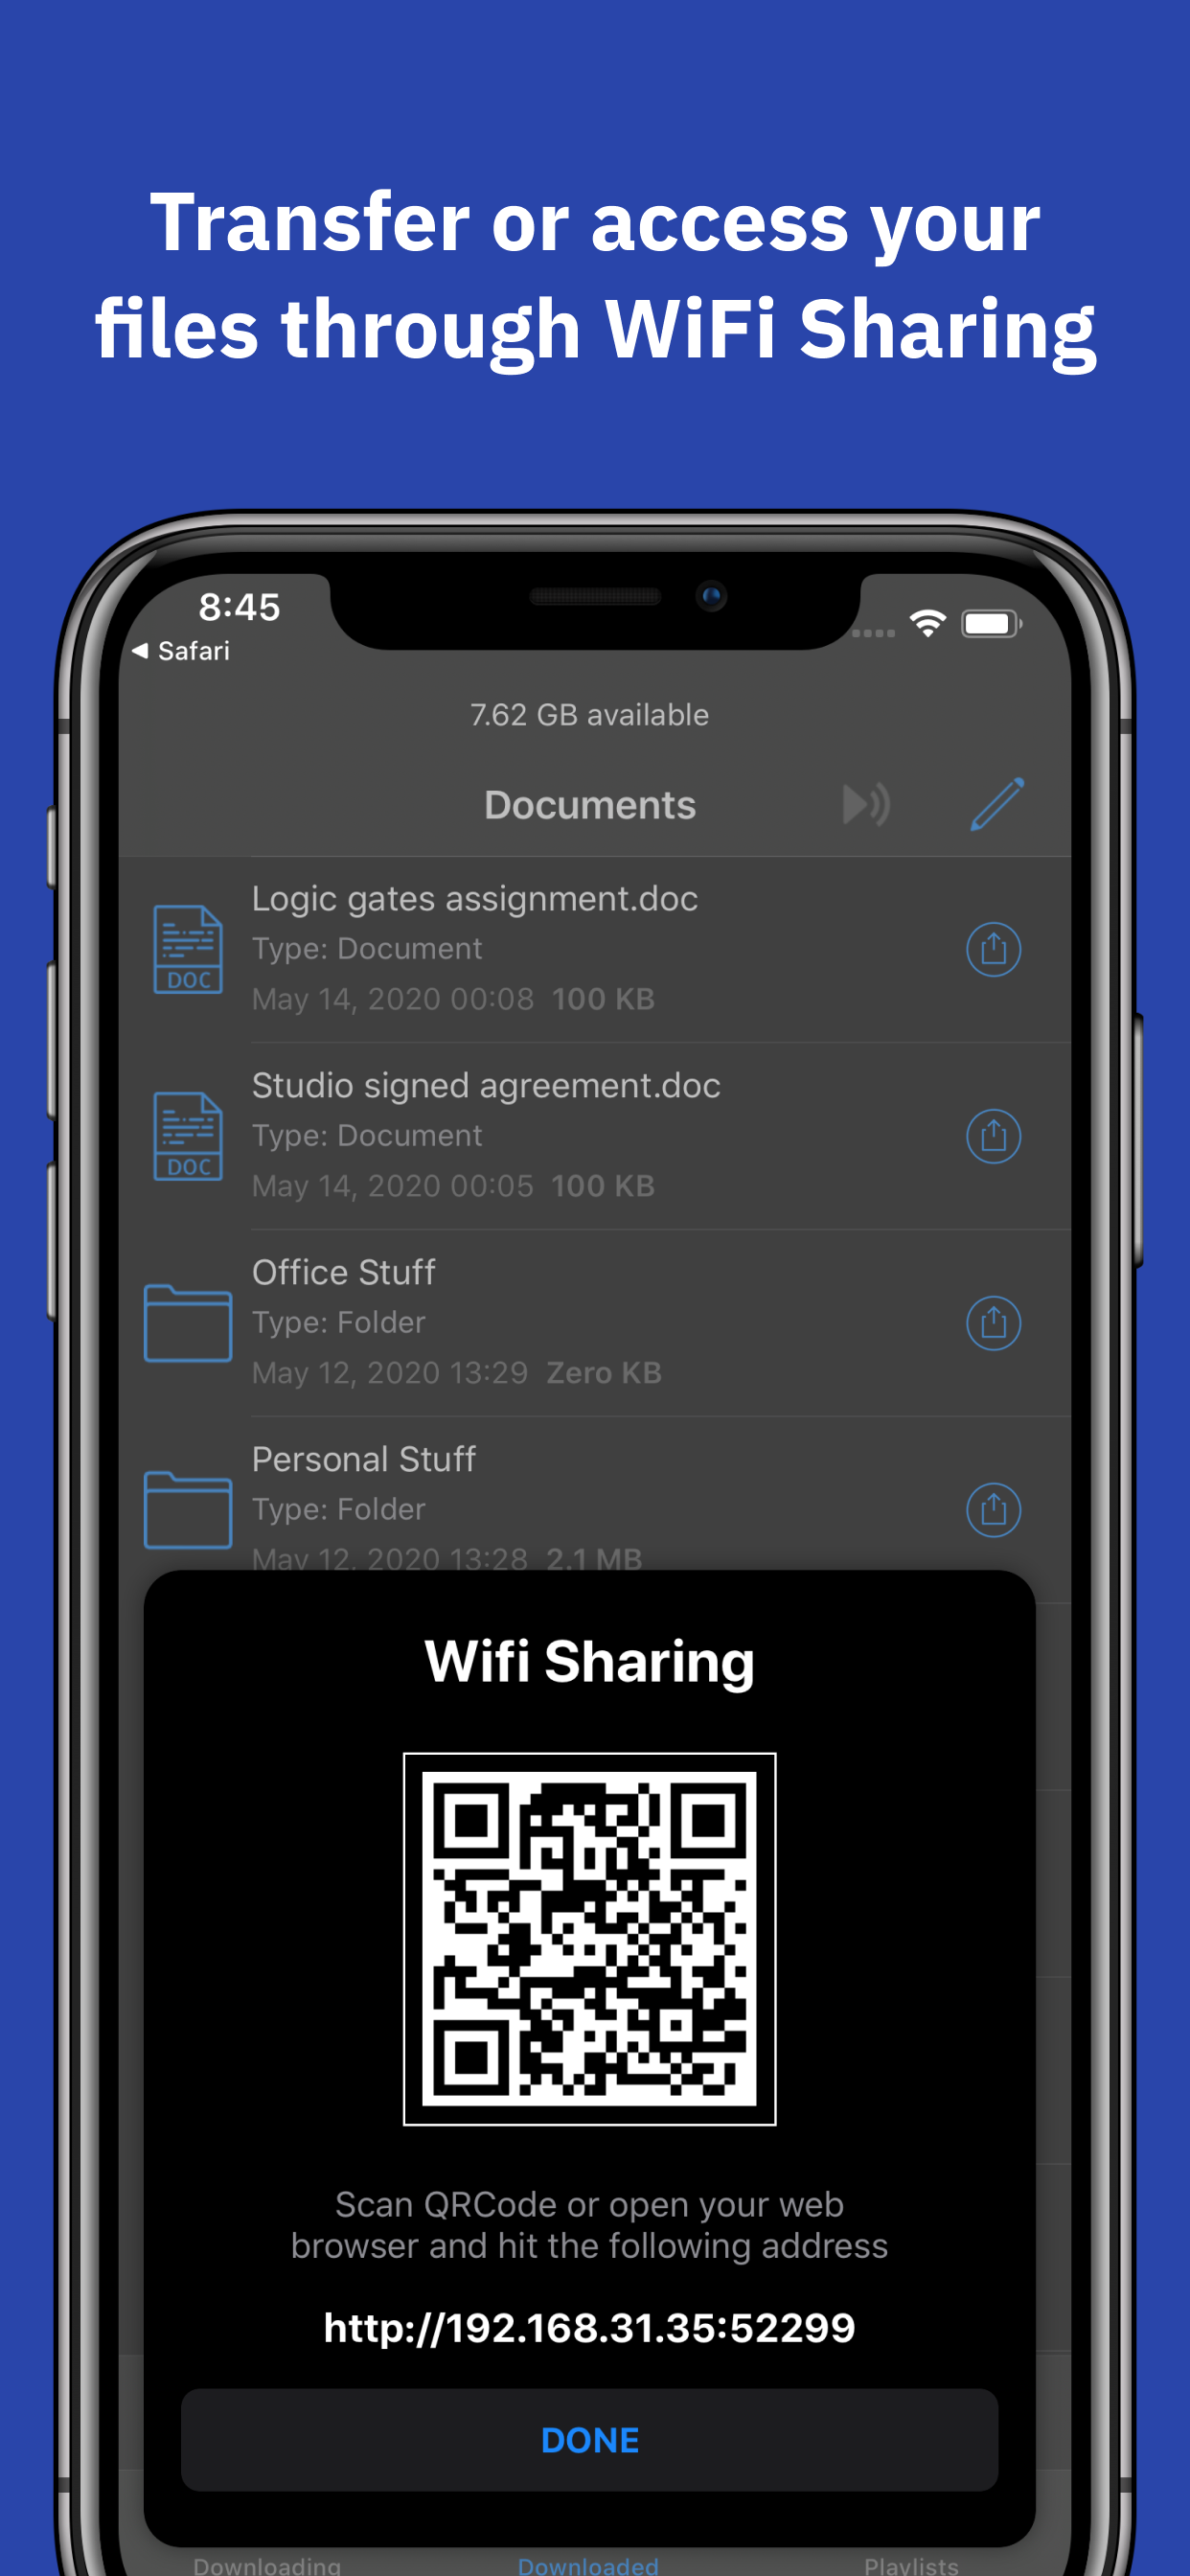 Transfer or access your
files through WiFi Sharing
8:45
◀ Safari
7.62 GB available
Documents
Logic gates assignment.doc
Type: Document
May 14, 2020 00:08 100 KB
DOC
Studio signed agreement.doc
Type: Document
May 14, 2020 00:05 100 KB
DOC
Office Stuff
Type: Folder
May 12, 2020 13:29 Zero KB
Personal Stuff
Type: Folder
May 12, 2020 13:28 2.1 MB
Wifi Sharing
Scan QRCode or open your web
browser and hit the following address
http://192.168.31.35:52299
DONE
Downloading Downloaded Playlists